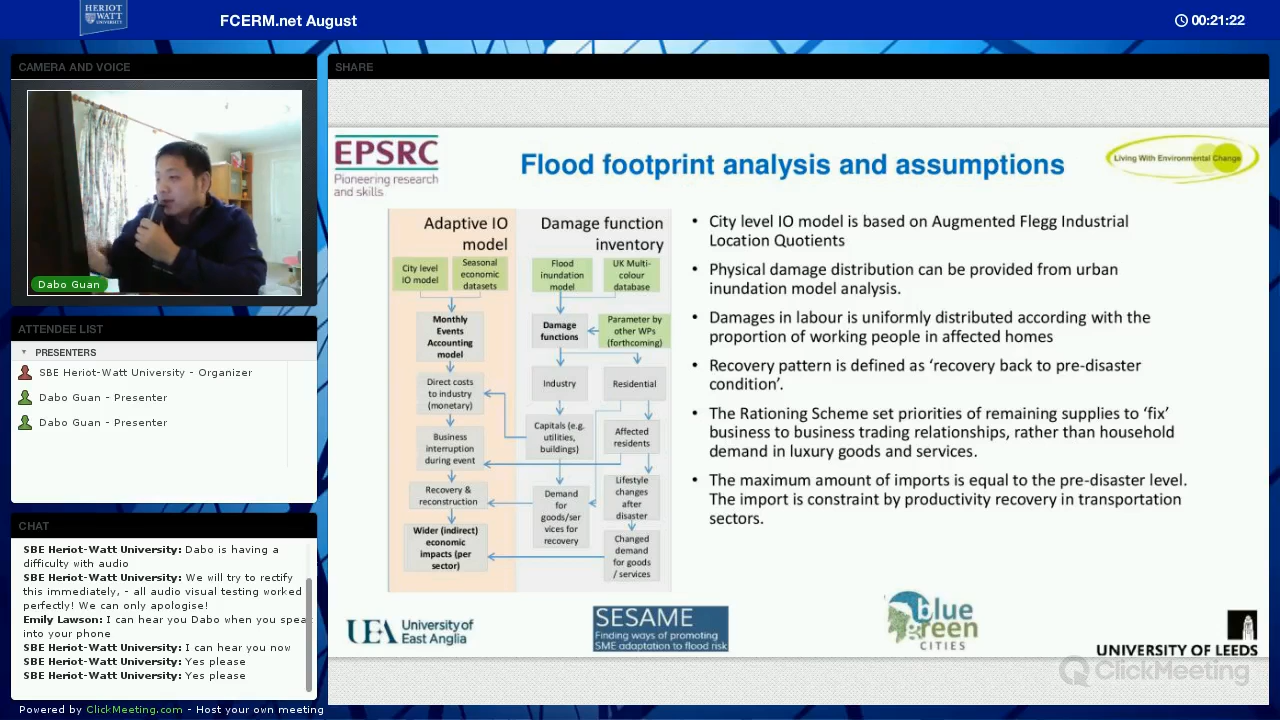 HERIOT
WATT
UNIVERSITY
FCERM.net August
00:21:22
CAMERA AND VOICE
Dabo Guan
ATTENDEE LIST
PRESENTERS
SBE Heriot-Watt University - Organizer
Dabo Guan - Presenter
Dabo Guan - Presenter
CHAT
SBE Heriot-Watt University: Dabo is having a
difficulty with audio
SBE Heriot-Watt University: We will try to rectify
this immediately, - all audio visual testing worked
perfectly! We can only apologise!
Emily Lawson: I can hear you Dabo when you speak
into your phone
SBE Heriot-Watt University: I can hear you now
SBE Heriot-Watt University: Yes please
SBE Heriot-Watt University: Yes please
Powered by ClickMeeting.com - Host your own meeting
SHARE
EPSRC
Pioneering research
and skills
Flood footprint analysis and assumptions
Living With Environmental Change
Adaptive IO
model
City level
IO model
Seasonal
economic
datasets
Monthly
Events
Accounting
model
Direct costs
to industry
(monetary)
Business
interruption
during event
Recovery &
reconstruction
Wider (indirect)
economic
impacts (per
sector)
Damage function
inventory
Flood
inundation
model
UK Multi-
colour
database
Damage
functions
Parameter by
other WPs
(forthcoming)
Industry
Residential
Capitals (e.g.
utilities,
buildings)
Affected
residents
Demand
for
goods/ser
vices for
recovery
Lifestyle
changes
after
disaster
Changed
demand
for goods
/ services
• City level IO model is based on Augmented Flegg Industrial
Location Quotients
• Physical damage distribution can be provided from urban
inundation model analysis.
• Damages in labour is uniformly distributed according with the
proportion of working people in affected homes
• Recovery pattern is defined as ‘recovery back to pre-disaster
condition’.
• The Rationing Scheme set priorities of remaining supplies to ‘fix’
business to business trading relationships, rather than household
demand in luxury goods and services.
• The maximum amount of imports is equal to the pre-disaster level.
The import is constraint by productivity recovery in transportation
sectors.
UEA University of
East Anglia
SESAME
Finding ways of promoting
SME adaptation to flood risk
blue
green
CITIES
UNIVERSITY OF LEEDS
ClickMeeting